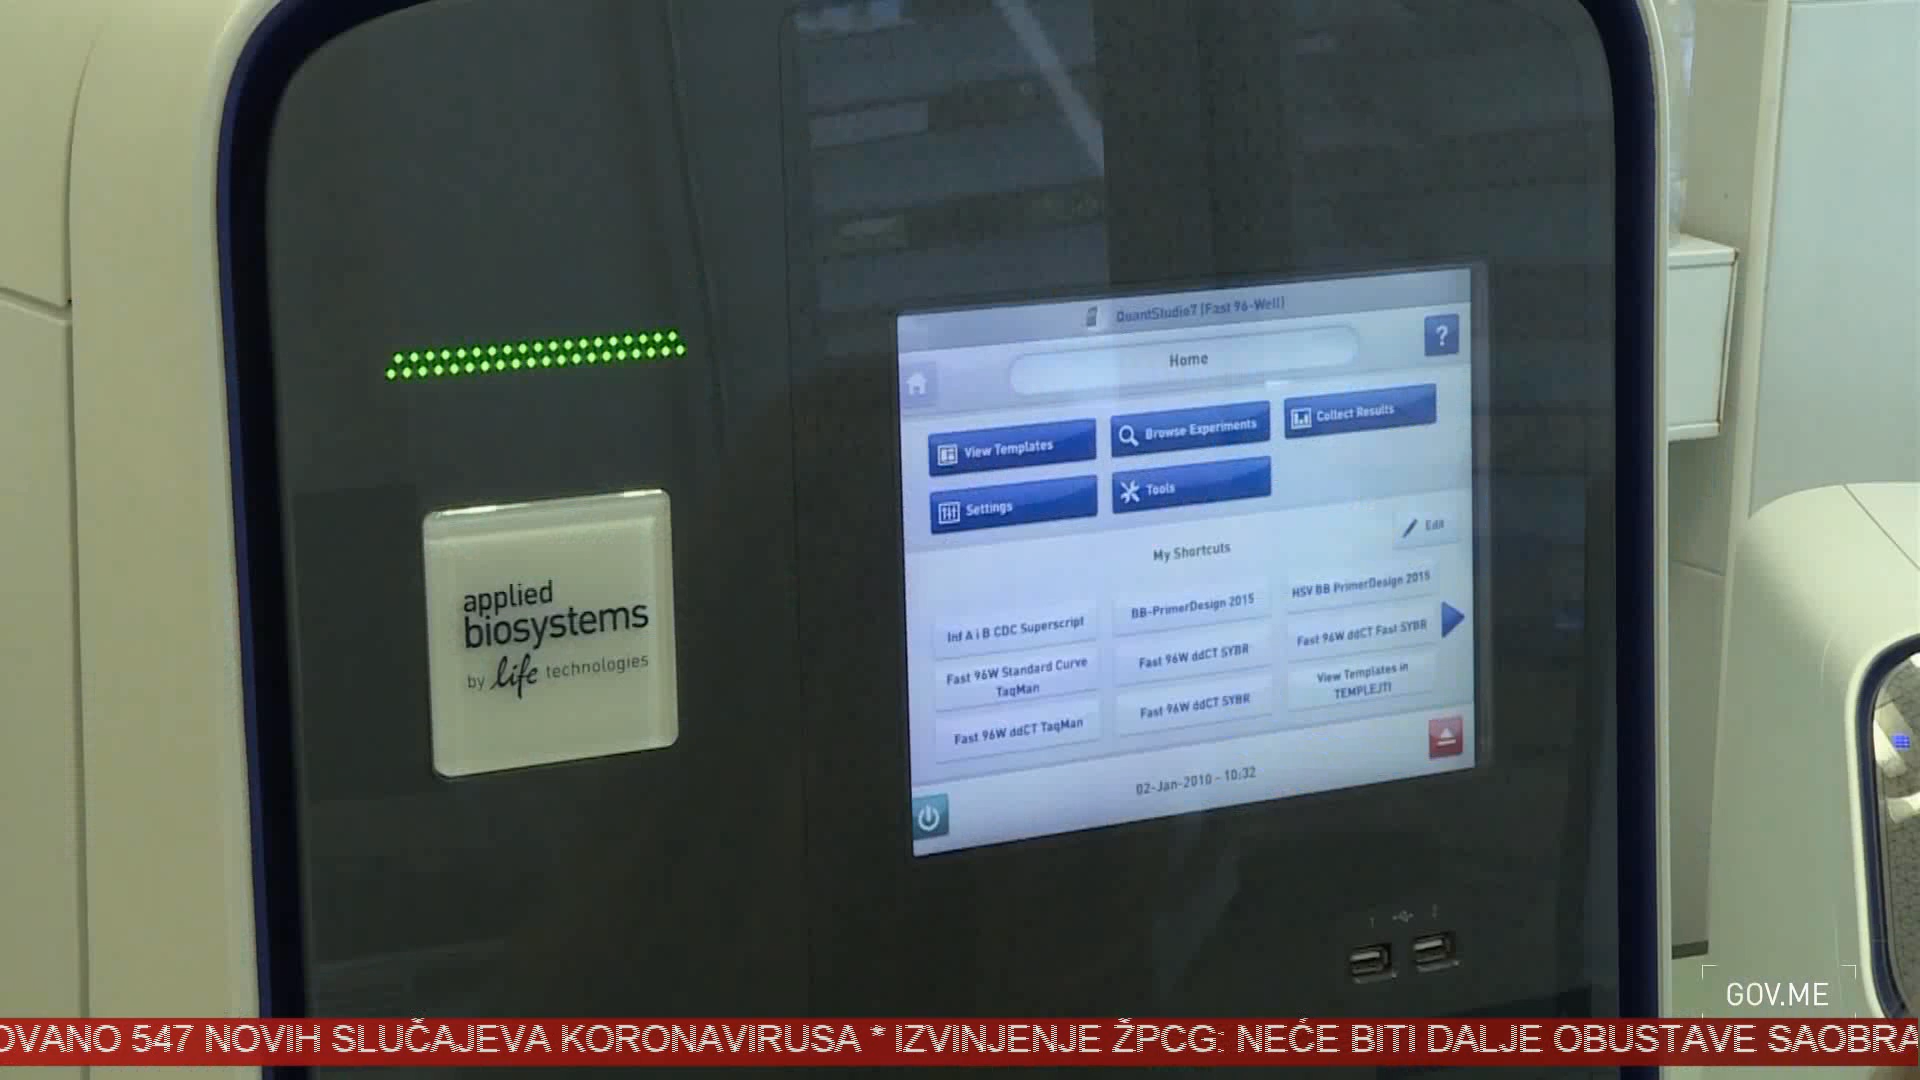 QuantStudio7 (Fast 96-Well)
Home
?
View Templates
Browse Experiments
Collect Results
Settings
Tools
Edit
My Shortcuts
Inf A i B CDC Superscript
BB-PrimerDesign 2015
HSV BB PrimerDesign 2015
Fast 96W Standard Curve
TaqMan
Fast 96W ddCT SYBR
Fast 96W ddCT Fast SYBR
Fast 96W ddCT TaqMan
Fast 96W ddCT SYBR
View Templates in
TEMPLEJTI
02-Jan-2010 - 10:32
applied
biosystems
by life technologies
1 2
GOV.ME
OVANO 547 NOVIH SLUČAJEVA KORONAVIRUSA * IZVINJENJE ŽPCG: NEĆE BITI DALJE OBUSTAVE SAOBRA